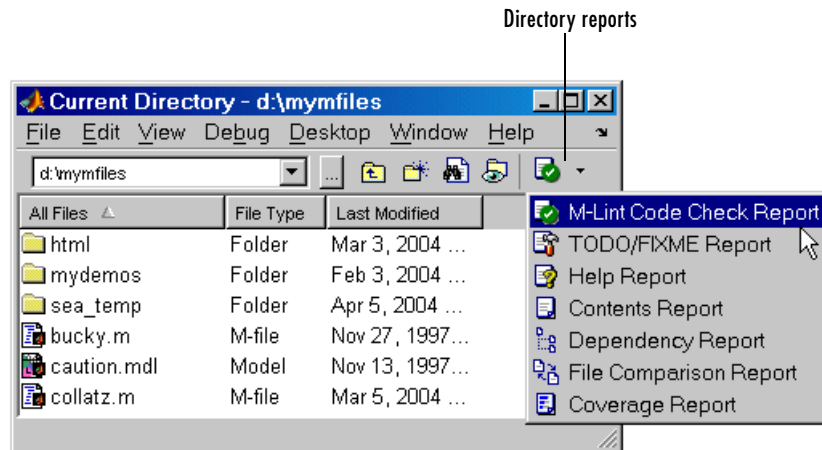 Directory reports
Current Directory - d:\mymfiles
File Edit View Debug Desktop Window Help
d:\mymfiles ...
All Files File Type Last Modified
html Folder Mar 3, 2004 ...
mydemos Folder Feb 3, 2004 ...
sea_temp Folder Apr 5, 2004 ...
bucky.m M-file Nov 27, 1997...
caution.mdl Model Nov 13, 1997...
collatz.m M-file Mar 5, 2004 ...
M-Lint Code Check Report
TODO/FIXME Report
Help Report
Contents Report
Dependency Report
File Comparison Report
Coverage Report